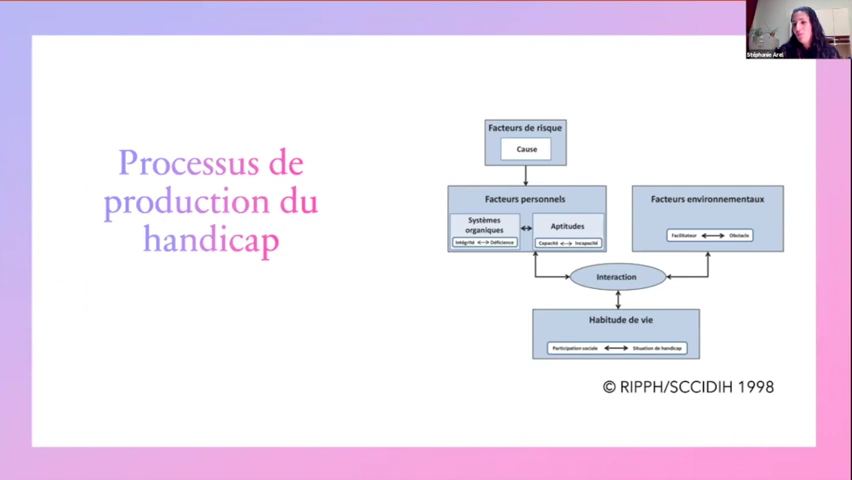 Stéphanie Arel
Processus de
production du
handicap
Facteurs de risque
Cause
Facteurs personnels
Systèmes
organiques
Intégrité
Déficience
Aptitudes
Capacité
Incapacité
Facteurs environnementaux
Facilitateur
Obstacle
Interaction
Habitude de vie
Participation sociale
Situation de handicap
© RIPPH/SCCIDIH 1998